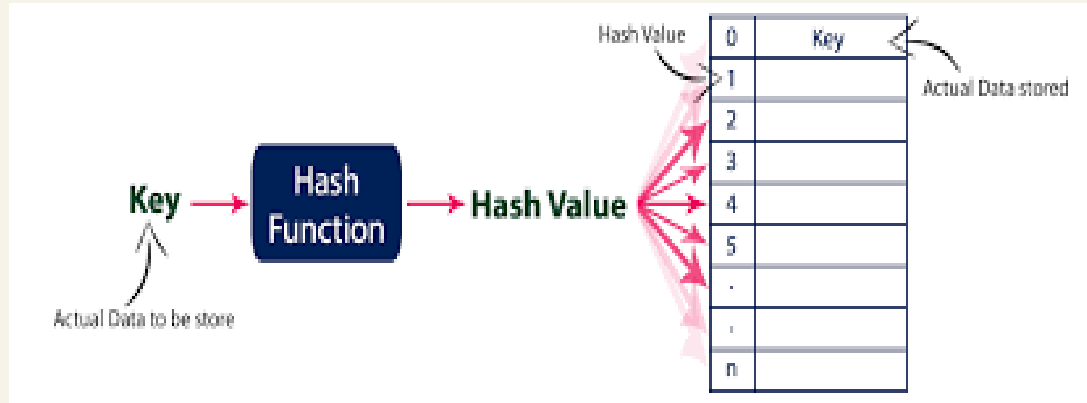 Hash Value
0 Key
1
Actual Data stored
2
3
Key
Hash
Function
Hash Value
4
5
.
.
n
Actual Data to be store